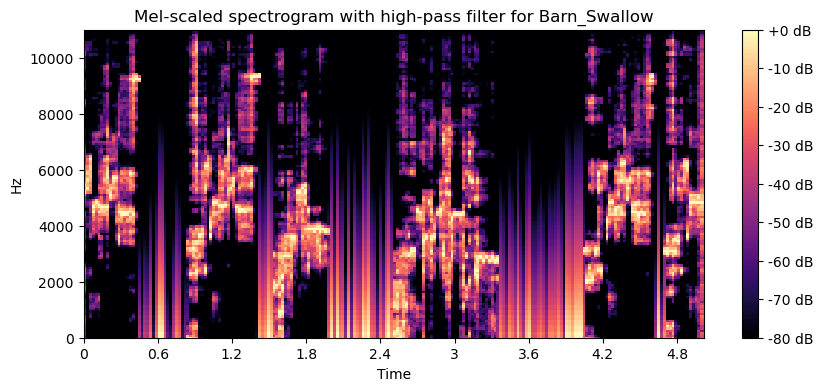 Mel-scaled spectrogram with high-pass filter for Barn_Swallow
10000
8000
6000
4000
2000
0
Hz
0 0.6 1.2 1.8 2.4 3 3.6 4.2 4.8
Time
+0 dB
-10 dB
-20 dB
-30 dB
-40 dB
-50 dB
-60 dB
-70 dB
-80 dB